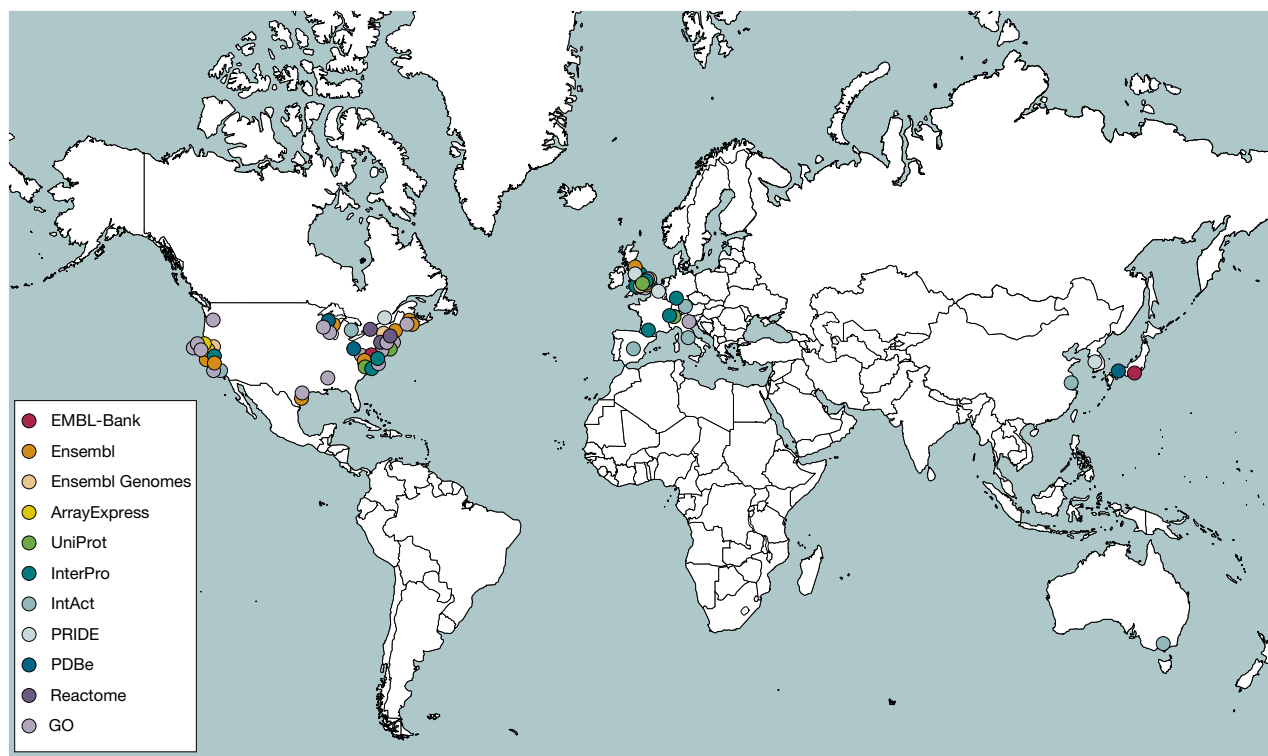 EMBL-Bank
Ensembl
Ensembl Genomes
ArrayExpress
UniProt
InterPro
IntAct
PRIDE
PDBe
Reactome
GO